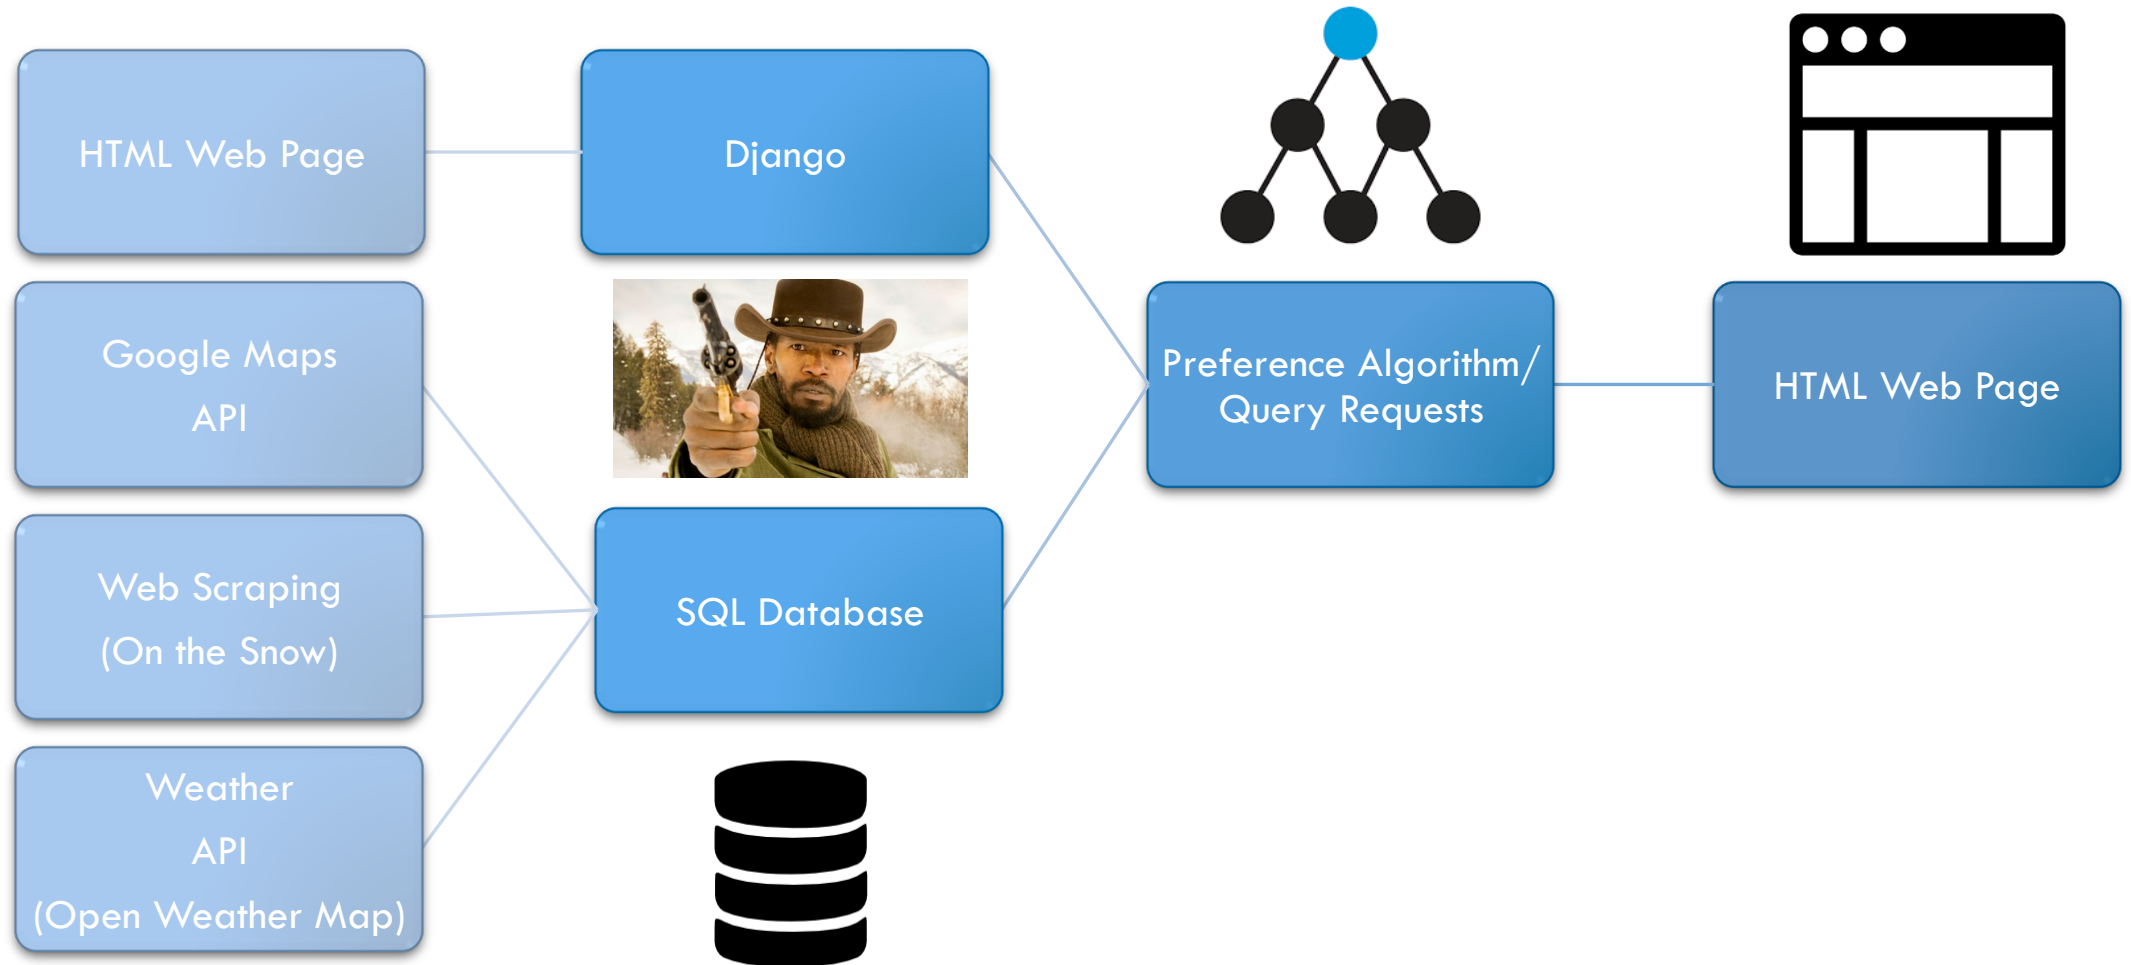 HTML Web Page
Django
Google Maps
API
Preference Algorithm/
Query Requests
HTML Web Page
Web Scraping
(On the Snow)
SQL Database
Weather
API
(Open Weather Map)